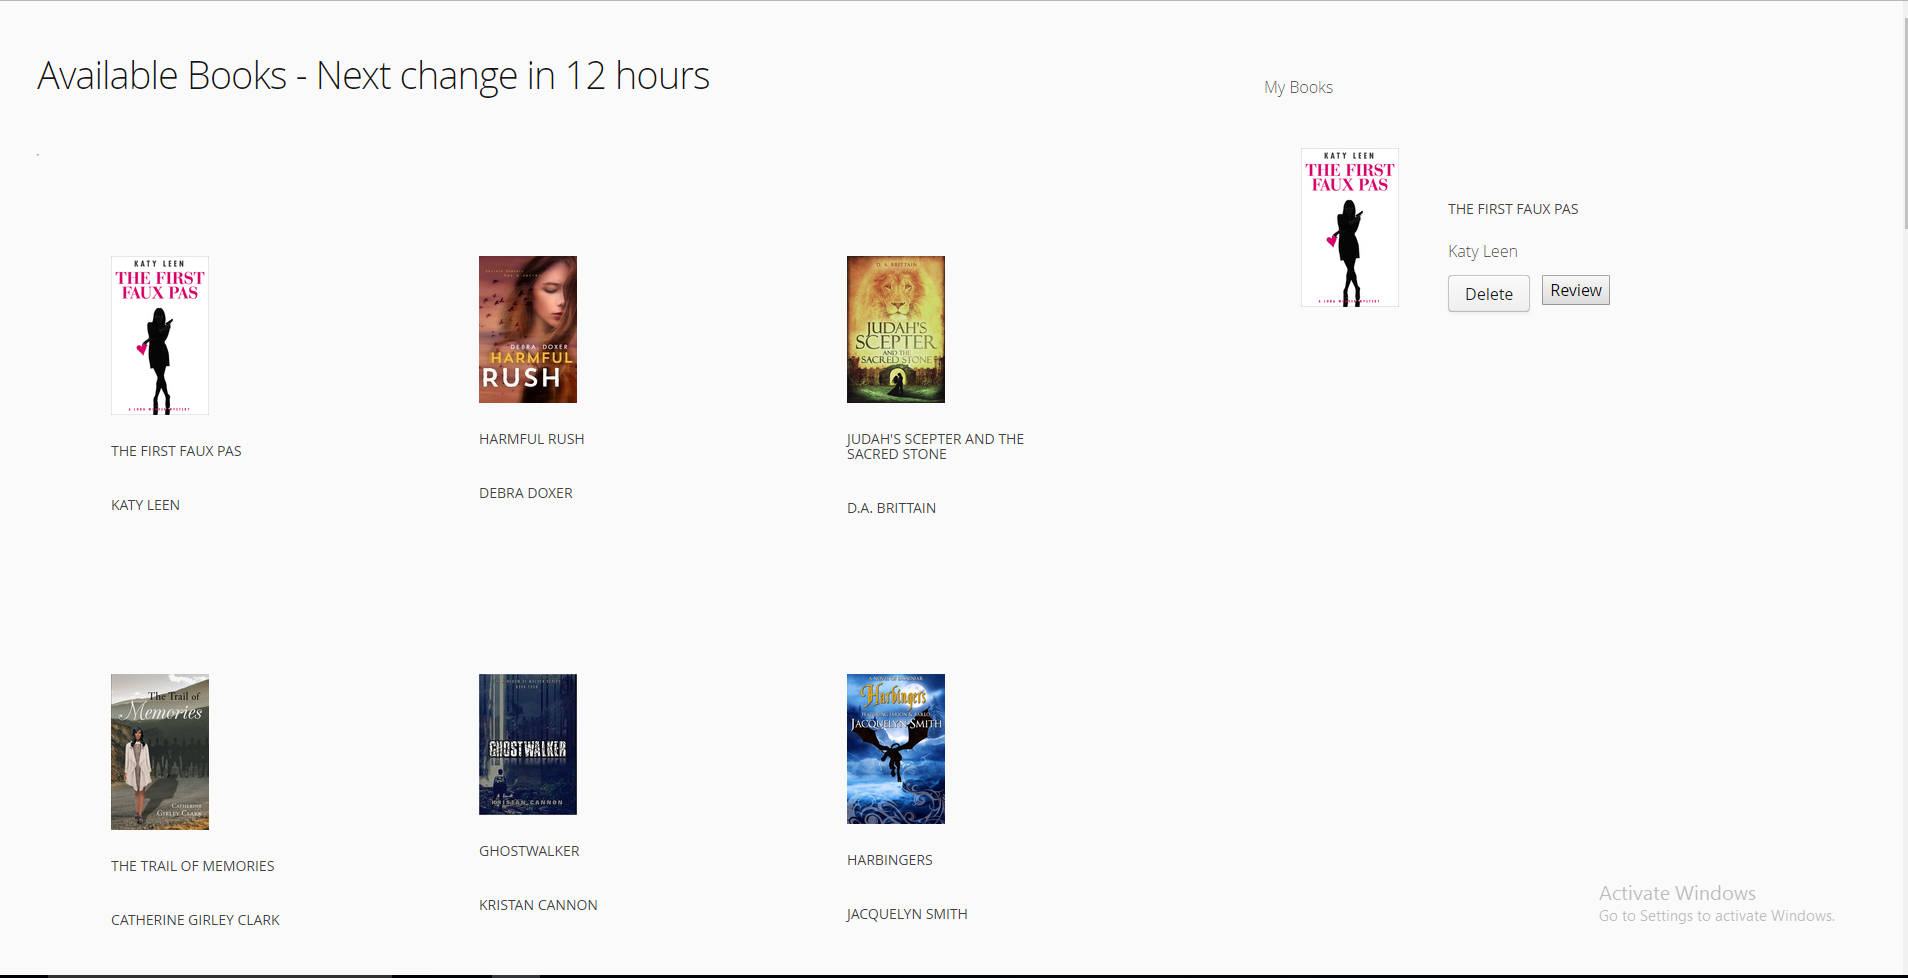 Available Books - Next change in 12 hours
My Books
.
KATY LEEN
THE FIRST
FAUX PAS
THE FIRST FAUX PAS
Katy Leen
Delete
Review
KATY LEEN
THE FIRST
FAUX PAS
THE FIRST FAUX PAS
KATY LEEN
DEBRA DOXER
HARMFUL
RUSH
HARMFUL RUSH
DEBRA DOXER
D. A. BRITTAIN
JUDAH'S
SCEPTER
AND THE
SACRED STONE
JUDAH'S SCEPTER AND THE
SACRED STONE
D.A. BRITTAIN
The Trail of
Memories
CATHERINE
GIRLEY CLARK
THE TRAIL OF MEMORIES
CATHERINE GIRLEY CLARK
GHOSTWALKER
KRISTAN CANNON
GHOSTWALKER
KRISTAN CANNON
Harbingers
JACQUELYN SMITH
HARBINGERS
JACQUELYN SMITH
Activate Windows
Go to Settings to activate Windows.